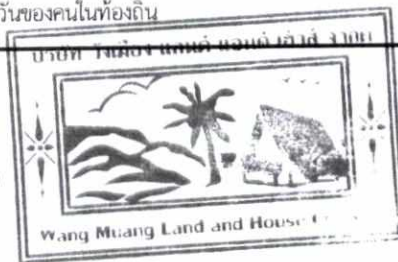 วันของคนในท้องถิ่น
บริษัท วังเมือง แลนด์ แอนด์ เฮ้าส์ จำกัด
Wang Muang Land and House